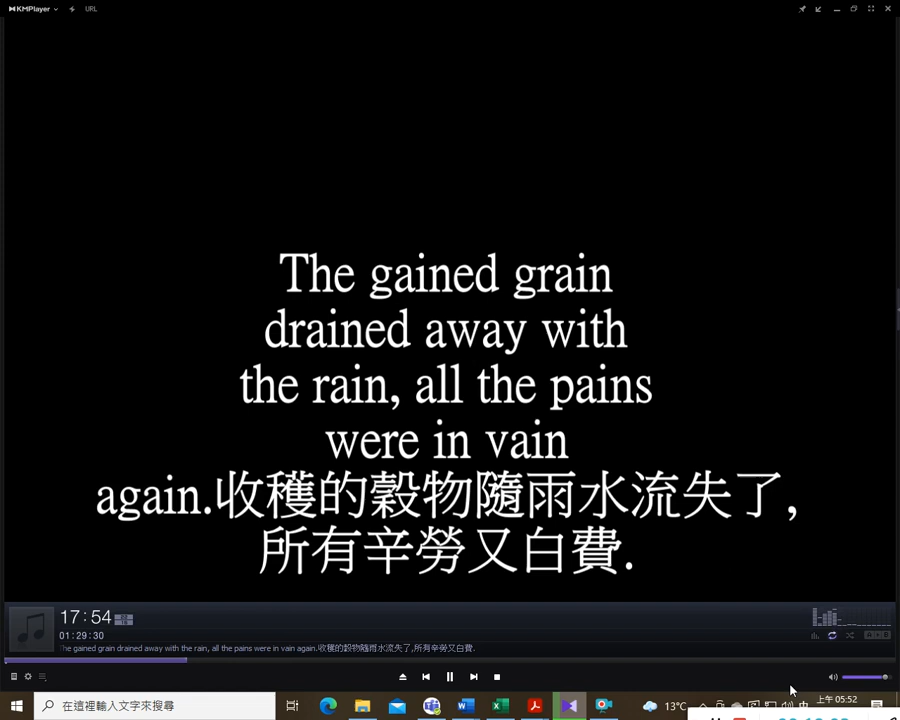 KMPlayer
URL
The gained grain
drained away with
the rain, all the pains
were in vain
again.收穫的穀物隨雨水流失了,
所有辛勞又白費.
17:54
01:29:30
The gained grain drained away with the rain, all the pains were in vain again.收穫的穀物隨雨水流失了,所有辛勞又白費.
在這裡輸入文字來搜尋
13°C
中
上午 05:52